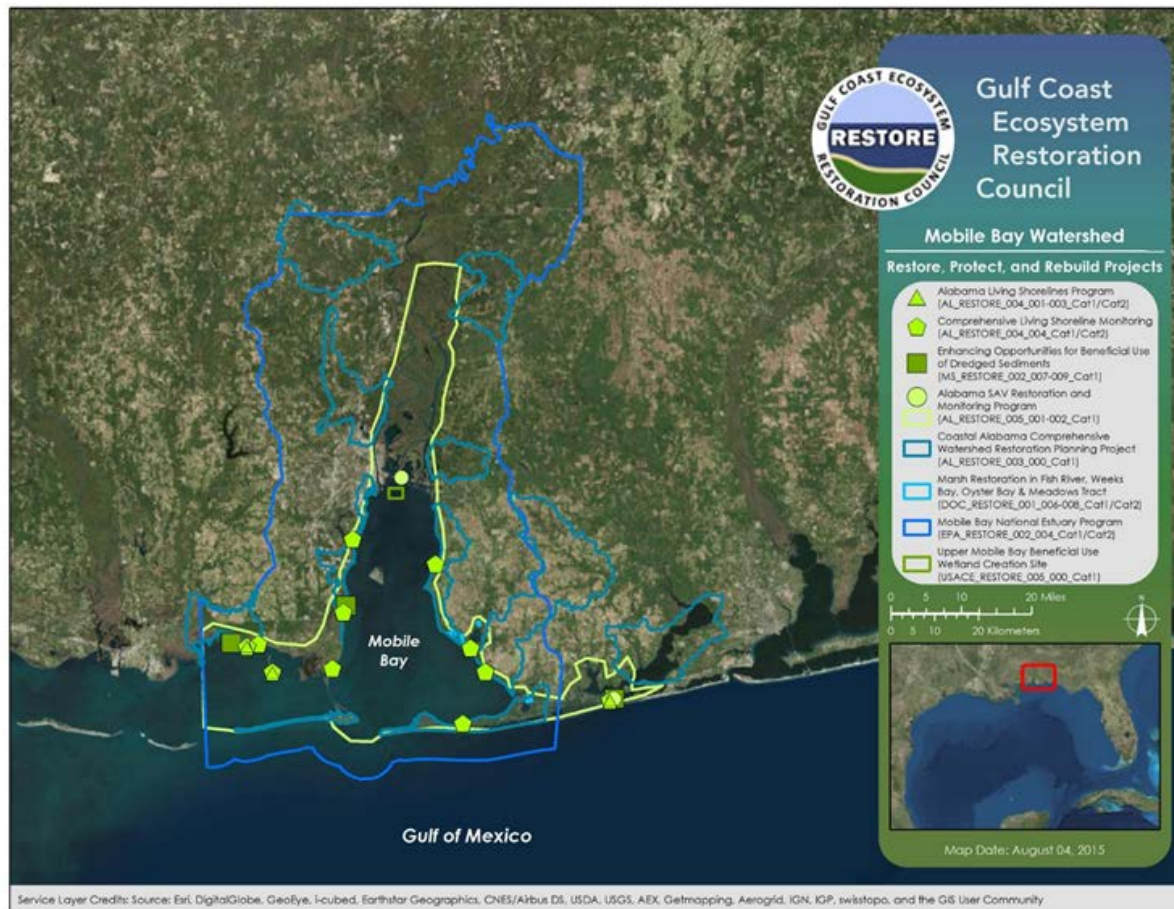 GULF COAST ECOSYSTEM
RESTORE
RESTORATION COUNCIL
Gulf Coast
Ecosystem
Restoration
Council
Mobile Bay Watershed
Restore, Protect, and Rebuild Projects
Alabama Living Shorelines Program
(AL_RESTORE_004_001-003_Cat1/Cat2)
Comprehensive Living Shoreline Monitoring
(AL_RESTORE_004_004_Cat1/Cat2)
Enhancing Opportunities for Beneficial Use
of Dredged Sediments
(MS_RESTORE_002_007-009_Cat1)
Alabama SAV Restoration and
Monitoring Program
(AL_RESTORE_005_001-002_Cat1)
Coastal Alabama Comprehensive
Watershed Restoration Planning Project
(AL_RESTORE_003_000_Cat1)
Marsh Restoration in Fish River, Weeks
Bay, Oyster Bay & Meadows Tract
(DOC_RESTORE_001_006-008_Cat1/Cat2)
Mobile Bay National Estuary Program
(EPA_RESTORE_002_004_Cat1/Cat2)
Upper Mobile Bay Beneficial Use
Wetland Creation Site
(USACE_RESTORE_005_000_Cat1)
0 5 10 20 Miles
0 5 10 20 Kilometers
N
Mobile
Bay
Gulf of Mexico
Map Date: August 04, 2015
Service Layer Credits: Source: Esri, DigitalGlobe, GeoEye, i-cubed, Earthstar Geographics, CNES/Airbus DS, USDA, USGS, AEX, Getmapping, Aerogrid, IGN, IGP, swisstopo, and the GIS User Community